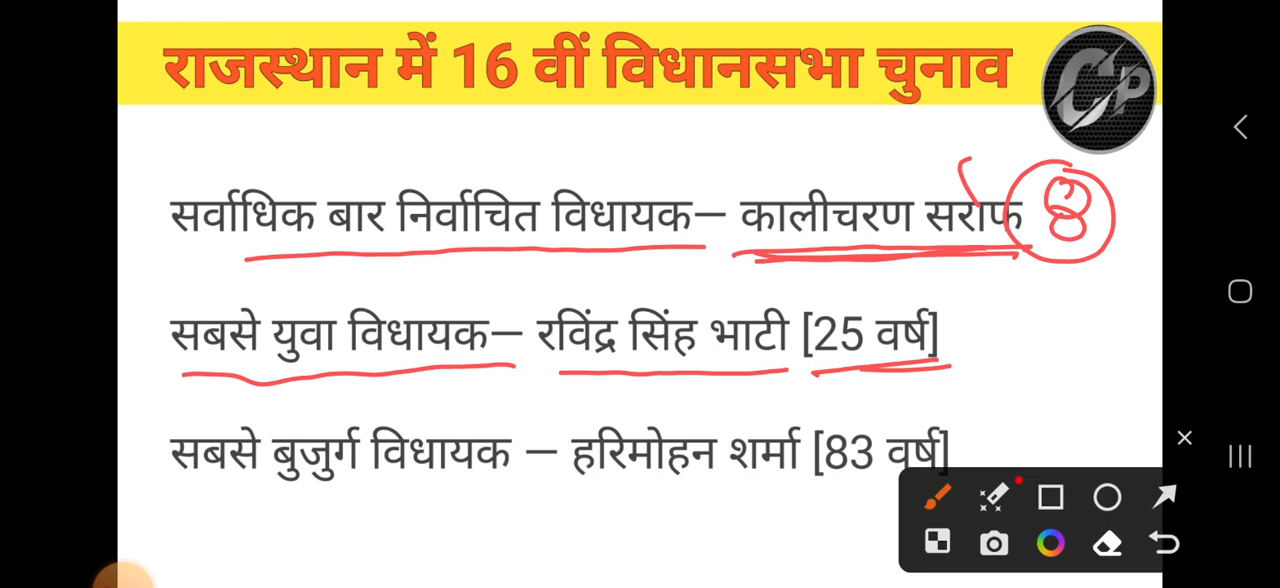 राजस्थान में 16 वीं विधानसभा चुनाव
CP
सर्वाधिक बार निर्वाचित विधायक– कालीचरण सराफ 8
सबसे युवा विधायक– रविंद्र सिंह भाटी [25 वर्ष]
सबसे बुजुर्ग विधायक – हरिमोहन शर्मा [83 वर्ष]